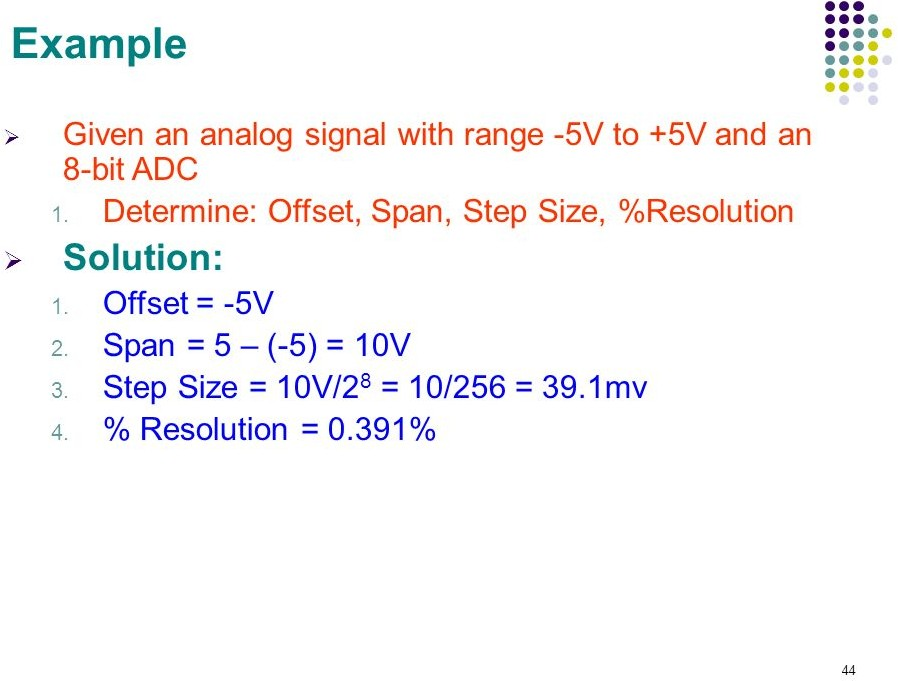 Example
➢ Given an analog signal with range -5V to +5V and an
8-bit ADC
1. Determine: Offset, Span, Step Size, %Resolution
➢ Solution:
1. Offset = -5V
2. Span = 5 – (-5) = 10V
3. Step Size = 10V/2⁸ = 10/256 = 39.1mv
4. % Resolution = 0.391%
44